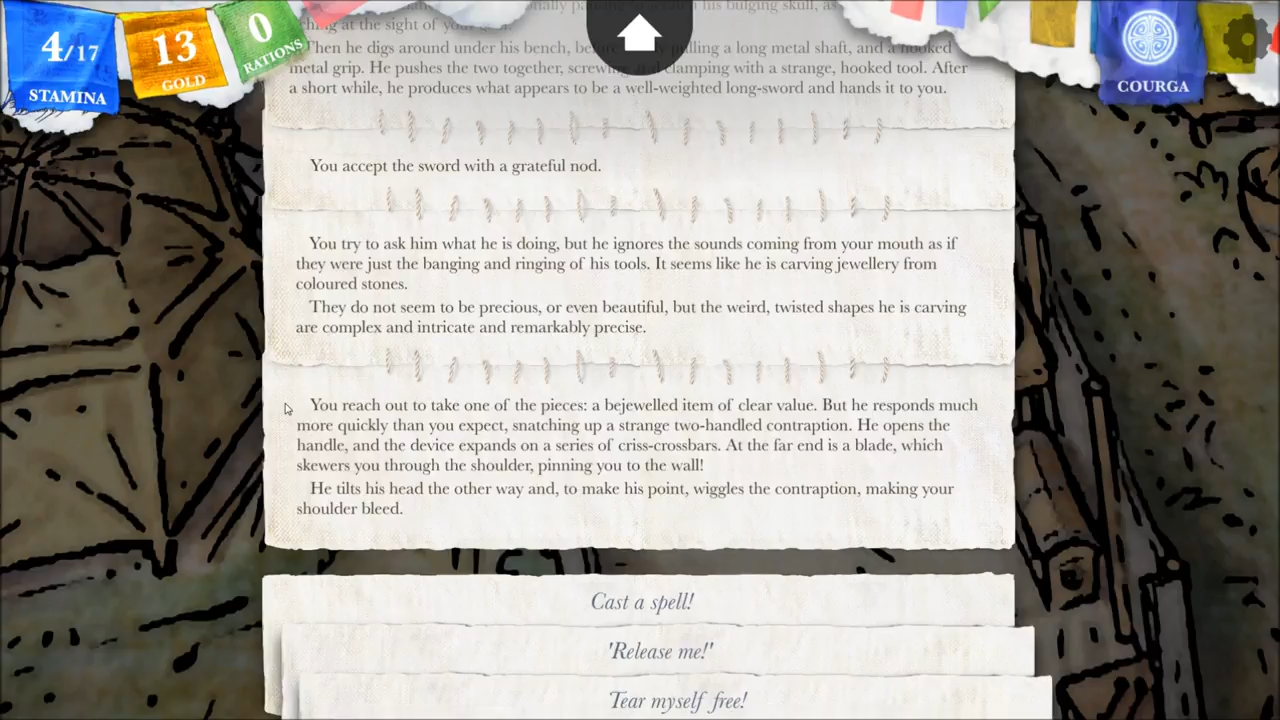 4/17
STAMINA
13
GOLD
0
RATIONS
COURGA
his bulging skull, as
at the sight of
Then he digs around under his bench, pulling a long metal shaft, and a hooked
metal grip. He pushes the two together, screwing and clamping with a strange, hooked tool. After
a short while, he produces what appears to be a well-weighted long-sword and hands it to you.
You accept the sword with a grateful nod.
You try to ask him what he is doing, but he ignores the sounds coming from your mouth as if
they were just the banging and ringing of his tools. It seems like he is carving jewellery from
coloured stones.
They do not seem to be precious, or even beautiful, but the weird, twisted shapes he is carving
are complex and intricate and remarkably precise.
You reach out to take one of the pieces: a bejewelled item of clear value. But he responds much
more quickly than you expect, snatching up a strange two-handled contraption. He opens the
handle, and the device expands on a series of criss-crossbars. At the far end is a blade, which
skewers you through the shoulder, pinning you to the wall!
He tilts his head the other way and, to make his point, wiggles the contraption, making your
shoulder bleed.
Cast a spell!
'Release me!'
Tear myself free!